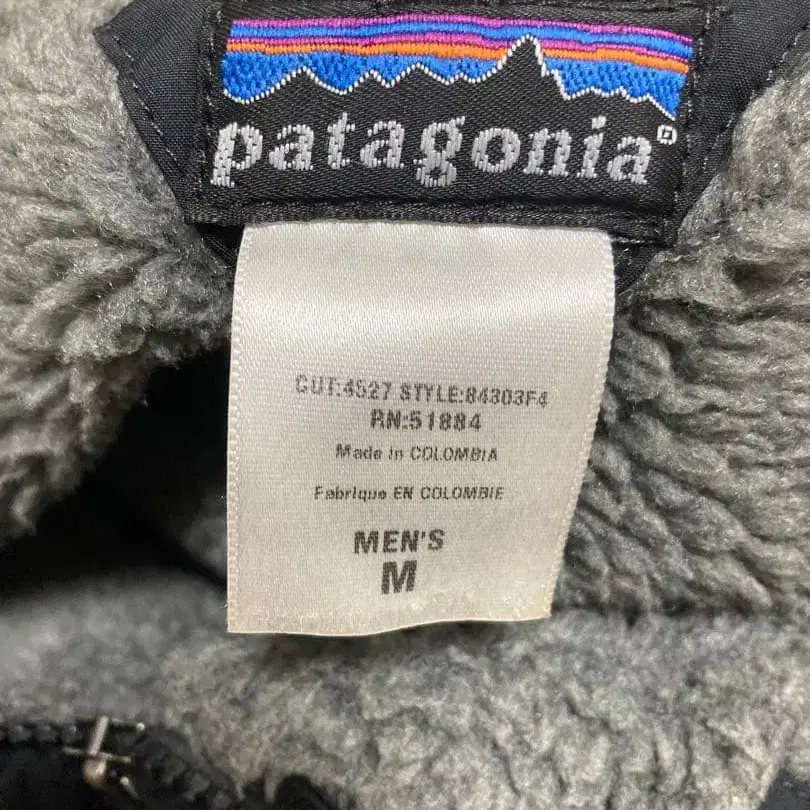 patagonia®
CUT:4527 STYLE:84303F4
RN:51884
Made in COLOMBIA
Fabrique EN COLOMBIE
MEN'S
M